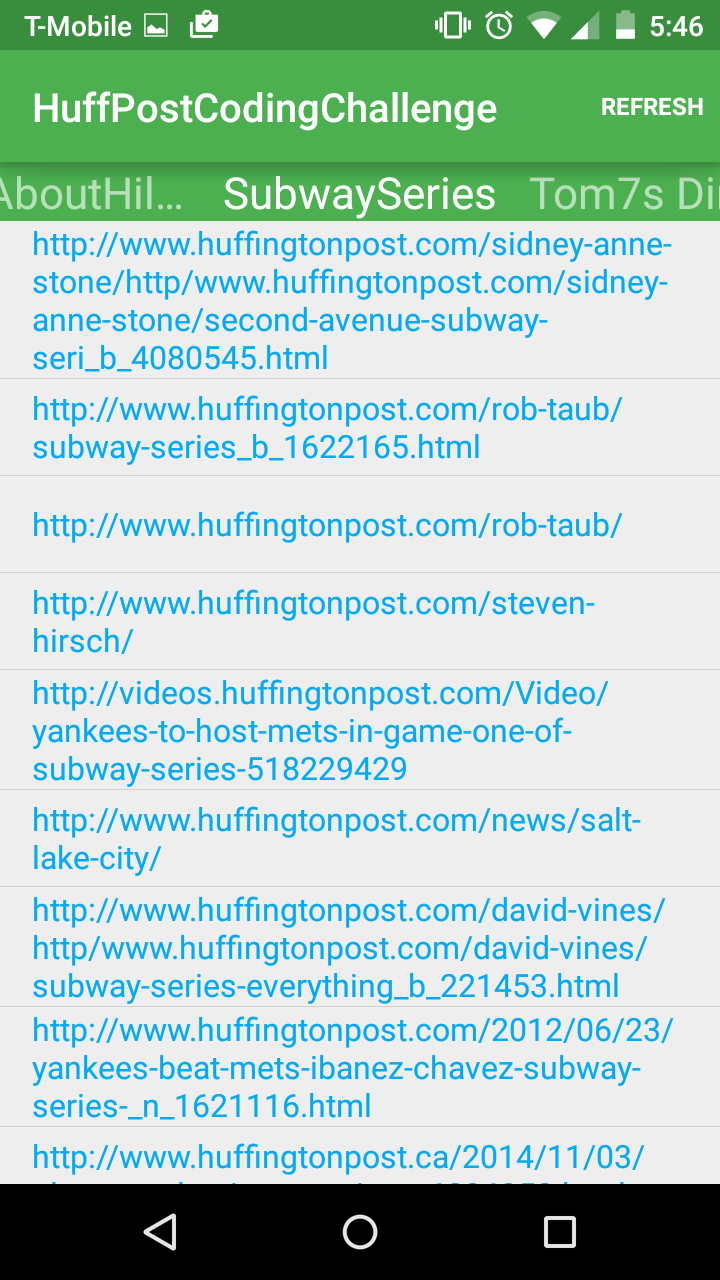 T-Mobile 5:46
HuffPostCodingChallenge REFRESH
AboutHil... SubwaySeries Tom7s Di
http://www.huffingtonpost.com/sidney-anne-
stone/http/www.huffingtonpost.com/sidney-
anne-stone/second-avenue-subway-
seri_b_4080545.html
http://www.huffingtonpost.com/rob-taub/
subway-series_b_1622165.html
http://www.huffingtonpost.com/rob-taub/
http://www.huffingtonpost.com/steven-
hirsch/
http://videos.huffingtonpost.com/Video/
yankees-to-host-mets-in-game-one-of-
subway-series-518229429
http://www.huffingtonpost.com/news/salt-
lake-city/
http://www.huffingtonpost.com/david-vines/
http/www.huffingtonpost.com/david-vines/
subway-series-everything_b_221453.html
http://www.huffingtonpost.com/2012/06/23/
yankees-beat-mets-ibanez-chavez-subway-
series-_n_1621116.html
http://www.huffingtonpost.ca/2014/11/03/